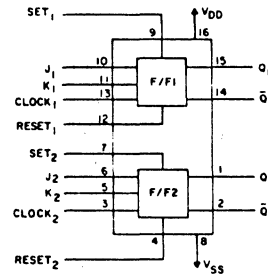 SET1
VDD
9
16
J1
10
15
Q
K1
11
F/F1
CLOCK1
13
14
Q̅
RESET1
12
SET2
7
J2
6
1
Q
K2
5
F/F2
CLOCK2
3
2
Q̅
4
8
RESET2
VSS